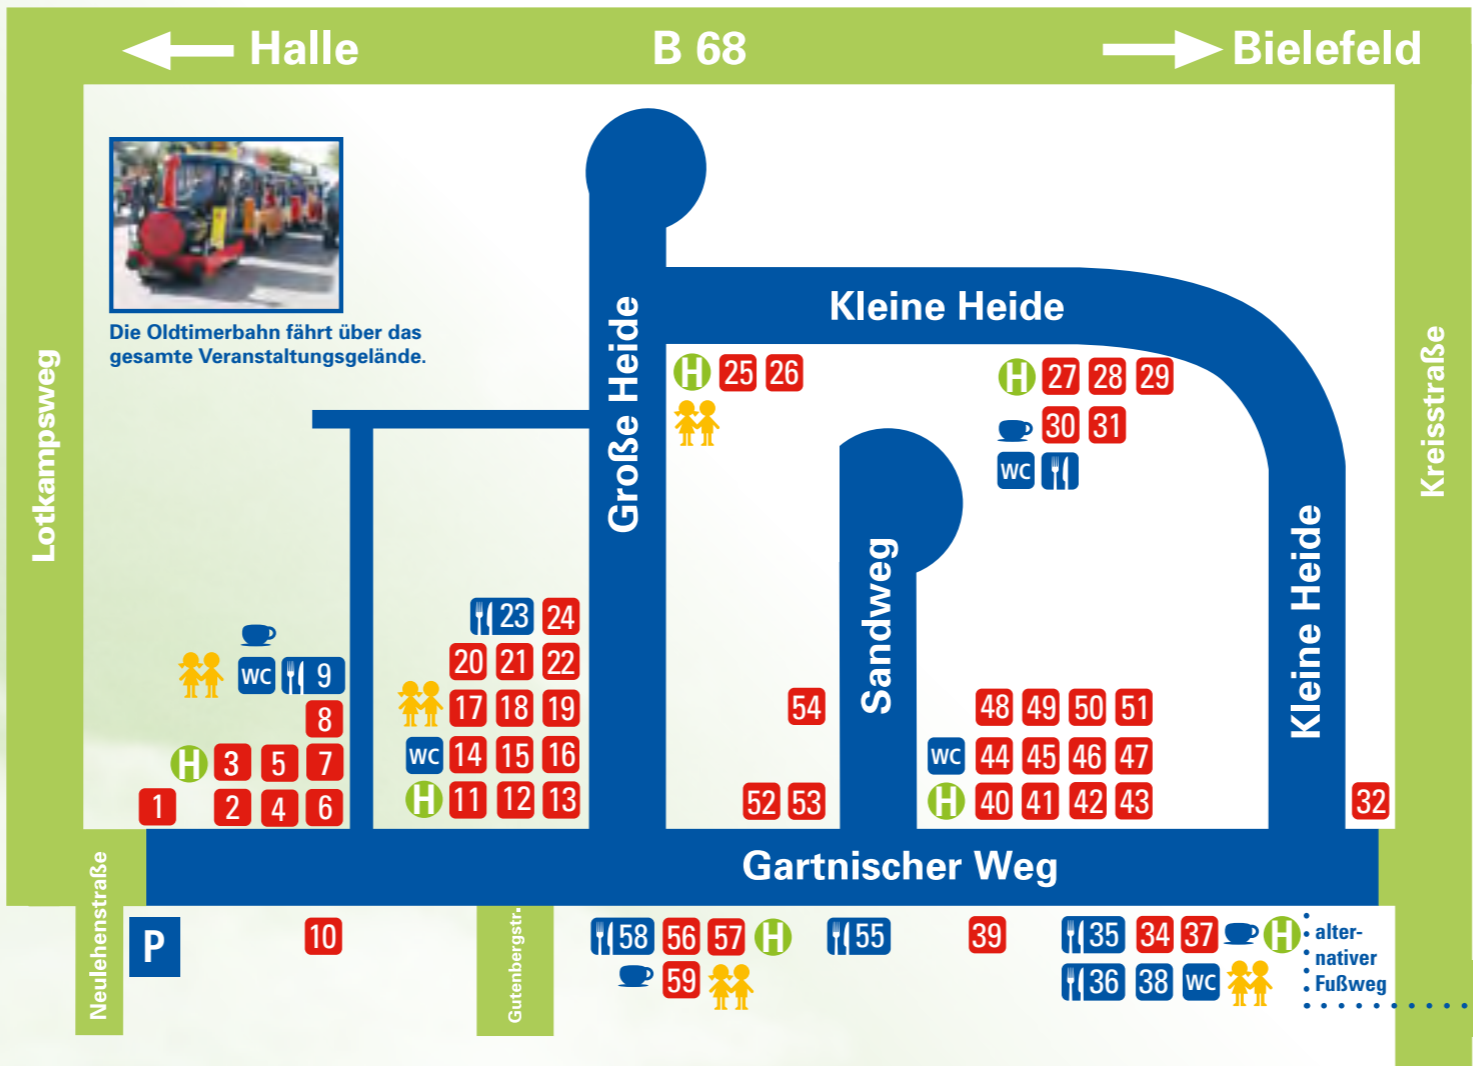 Halle
B 68
Bielefeld
Die Oldtimerbahn fährt über das
gesamte Veranstaltungsgelände.
Lotkampsweg
Große Heide
Kleine Heide
Kreisstraße
H 25 26
H 27 28 29
30 31
WC
Sandweg
Kleine Heide
23 24
20 21 22
17 18 19
WC 14 15 16
H 11 12 13
WC 9
8
H 3 5 7
1 2 4 6
54
52 53
48 49 50 51
WC 44 45 46 47
H 40 41 42 43
32
Gartnischer Weg
Neulehenstraße
P
10
Gutenbergstr.
58 56 57 H
59
55
39
35 34 37 H
36 38 WC
alter-
nativer
Fußweg